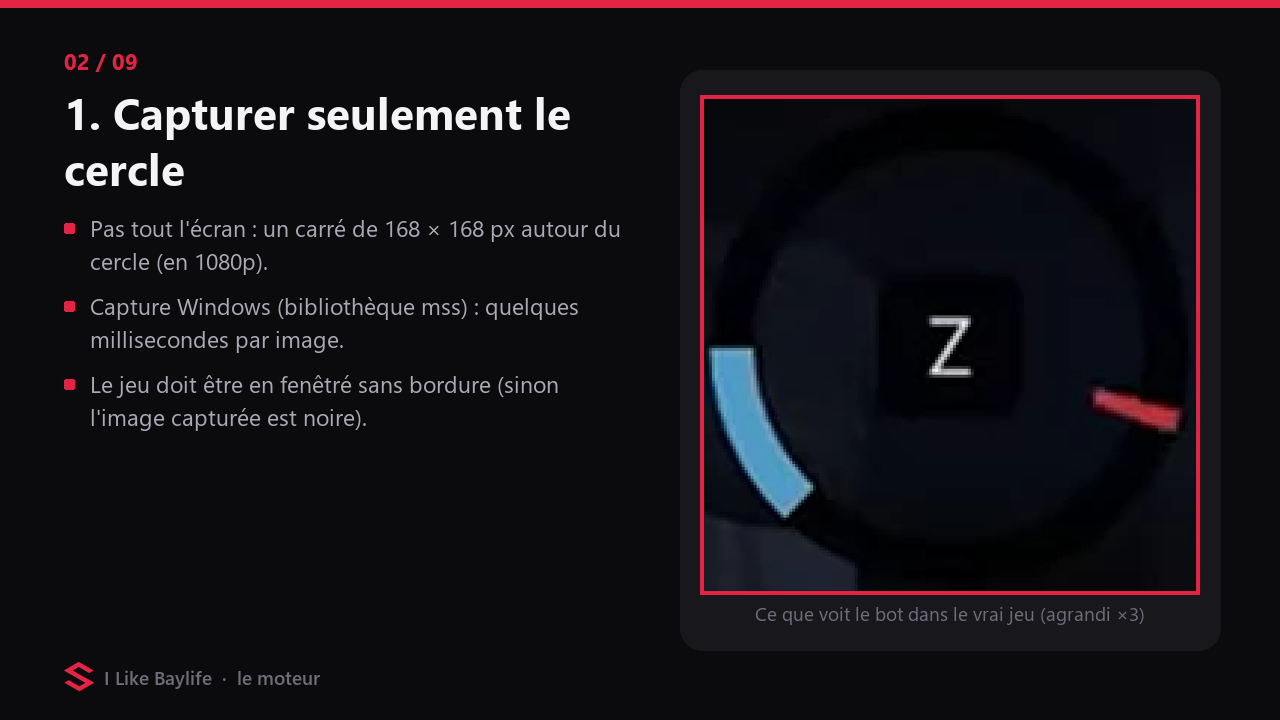 02 / 09
1. Capturer seulement le
cercle
Pas tout l'écran : un carré de 168 × 168 px autour du
cercle (en 1080p).
Capture Windows (bibliothèque mss) : quelques
millisecondes par image.
Le jeu doit être en fenêtré sans bordure (sinon
l'image capturée est noire).
Z
Ce que voit le bot dans le vrai jeu (agrandi ×3)
I Like Baylife · le moteur